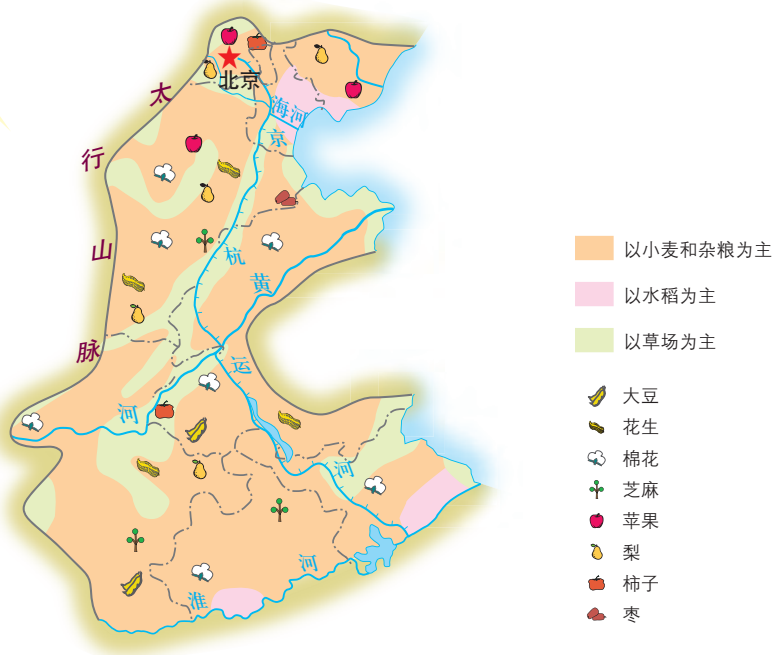 北京
海河
太行山脉
京杭运河
黄河
淮河
以小麦和杂粮为主
以水稻为主
以草场为主
大豆
花生
棉花
芝麻
苹果
梨
柿子
枣